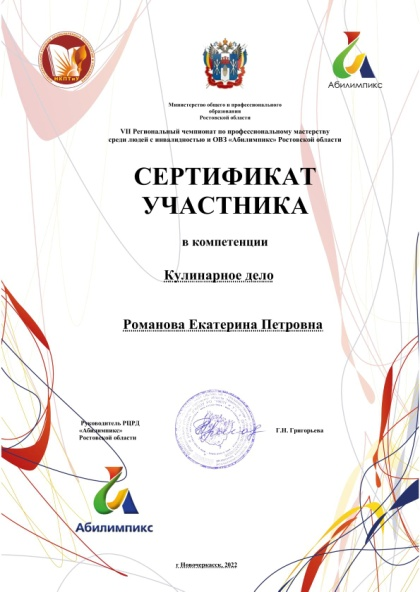 НКПТиУ
Абилимпикс
Министерство общего и профессионального
образования
Ростовской области
VII Региональный чемпионат по профессиональному мастерству
среди людей с инвалидностью и ОВЗ «Абилимпикс» Ростовской области
СЕРТИФИКАТ
УЧАСТНИКА
в компетенции
Кулинарное дело
Романова Екатерина Петровна
Руководитель РЦРД
«Абилимпикс»
Ростовской области
Г.Н. Григорьева
Абилимпикс
г Новочеркасск, 2022